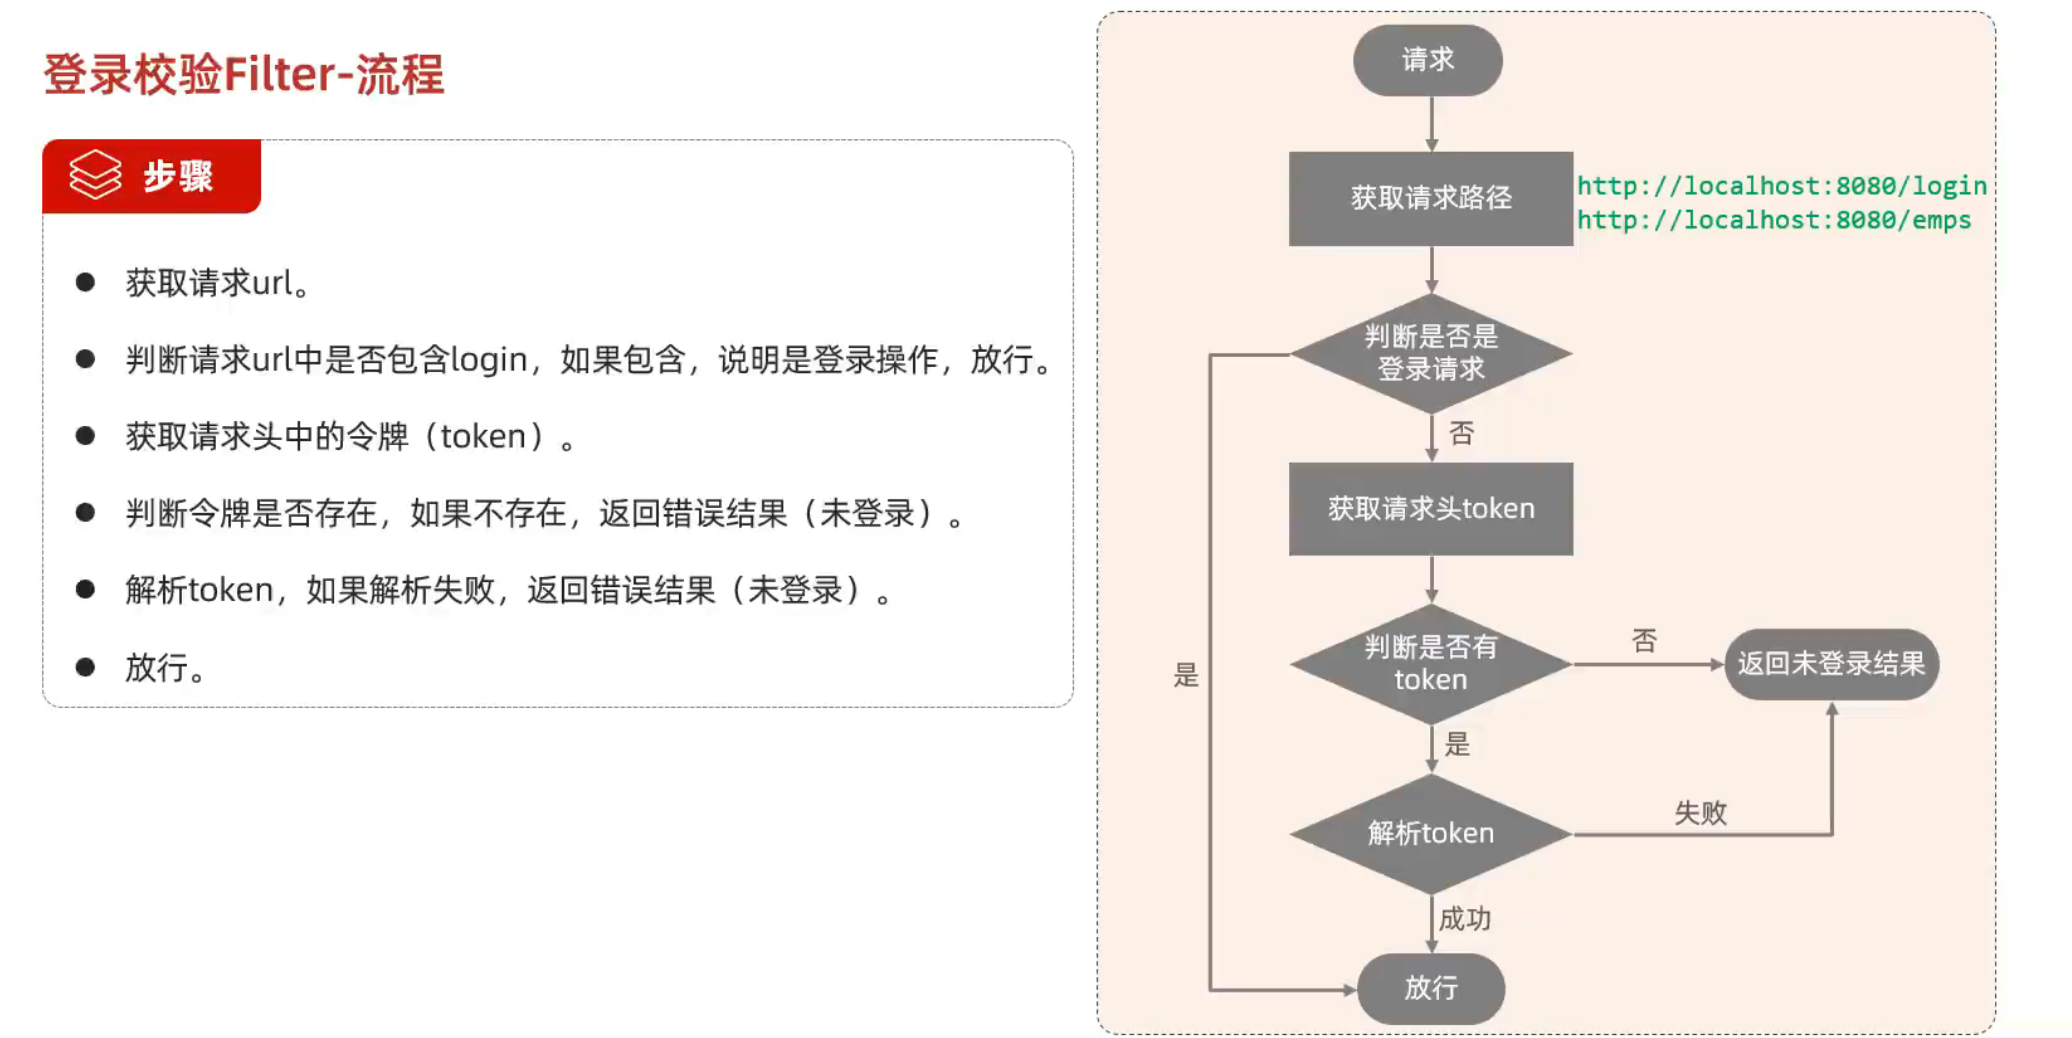 登录校验Filter-流程
步骤
获取请求url。
判断请求url中是否包含login，如果包含，说明是登录操作，放行。
获取请求头中的令牌（token）。
判断令牌是否存在，如果不存在，返回错误结果（未登录）。
解析token，如果解析失败，返回错误结果（未登录）。
放行。
请求
获取请求路径
http://localhost:8080/login
http://localhost:8080/emps
判断是否是
登录请求
否
获取请求头token
判断是否有
token
否
返回未登录结果
是
是
解析token
失败
成功
放行